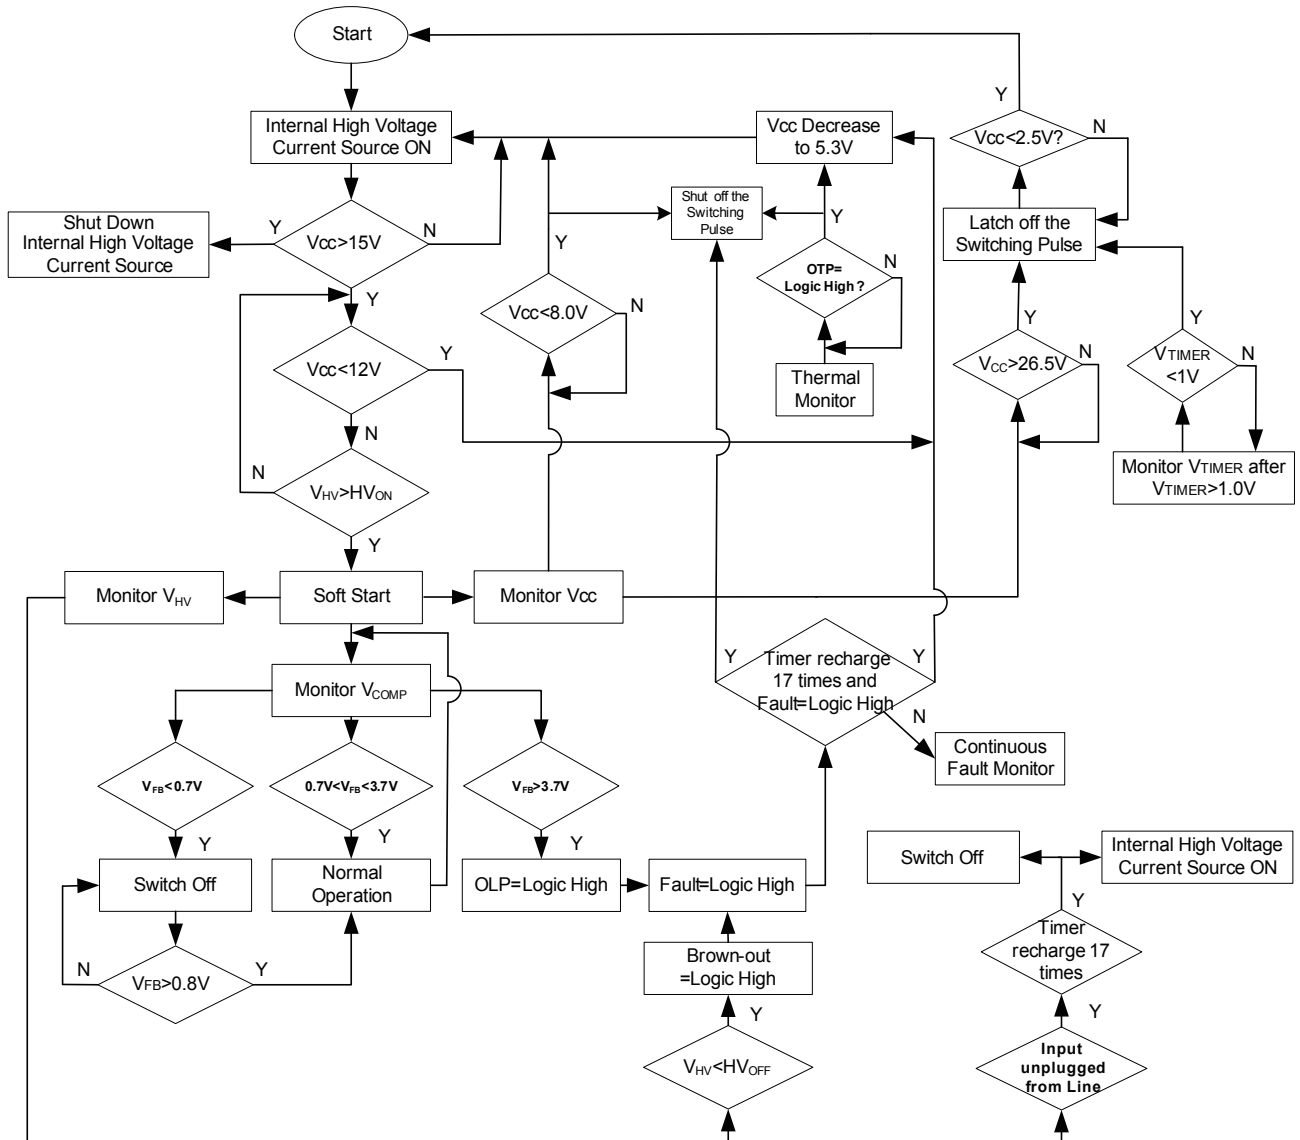 Start
Internal High Voltage
Current Source ON
Vcc Decrease
to 5.3V
Y
Vcc<2.5V?
N
Shut off the
Switching
Pulse
Y
Latch off the
Switching Pulse
Shut Down
Internal High Voltage
Current Source
Y
Vcc>15V
N
Y
OTP=
Logic High ?
N
Y
Vcc<8.0V
N
Y
Vcc<12V
Y
Thermal
Monitor
Y
VCC>26.5V
N
Y
VTIMER
<1V
N
N
N
VHV>HVON
Y
Monitor VTIMER after
VTIMER>1.0V
Monitor VHV
Soft Start
Monitor Vcc
Monitor VCOMP
Y
Timer recharge
17 times and
Fault=Logic High
Y
N
Continuous
Fault Monitor
VFB<0.7V
0.7V<VFB<3.7V
VFB>3.7V
Y
Y
Y
Switch Off
Normal
Operation
OLP=Logic High
Fault=Logic High
Switch Off
Internal High Voltage
Current Source ON
Y
Brown-out
=Logic High
Timer
recharge 17
times
N
VFB>0.8V
Y
Y
Y
VHV<HVOFF
Input
unplugged
from Line